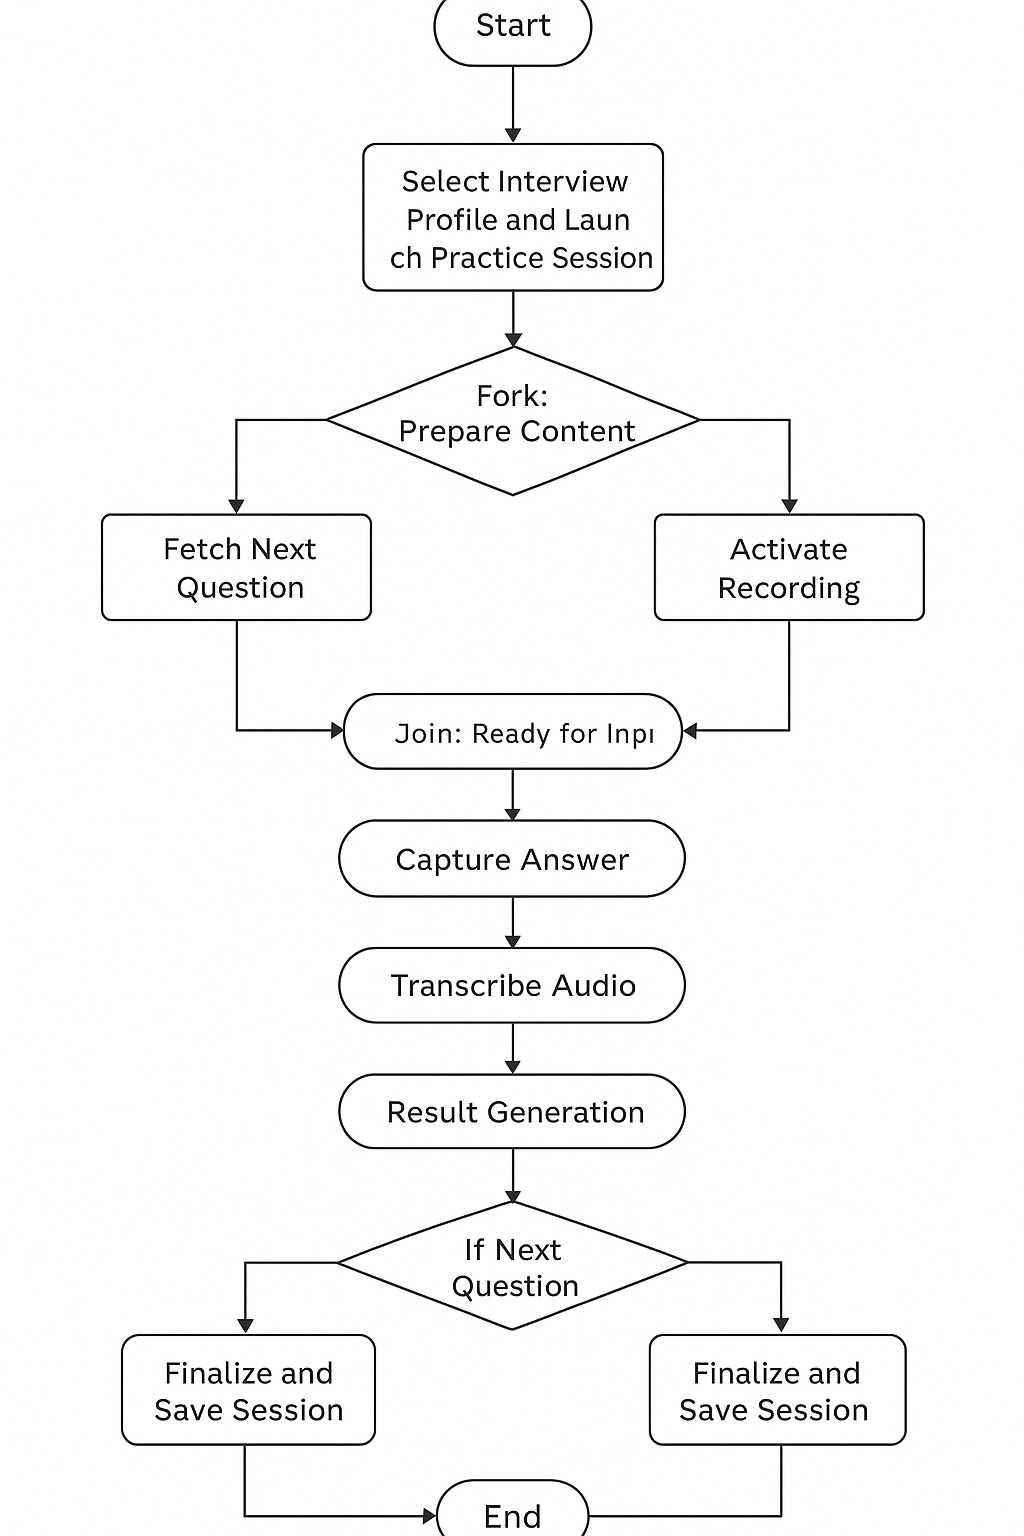 Start
Select Interview
Profile and Laun
ch Practice Session
Fork:
Prepare Content
Fetch Next
Question
Activate
Recording
Join: Ready for
Capture Answer
Transcribe Audio
Result Generation
If Next
Question
Finalize and
Save Session
Finalize and
Save Session
End